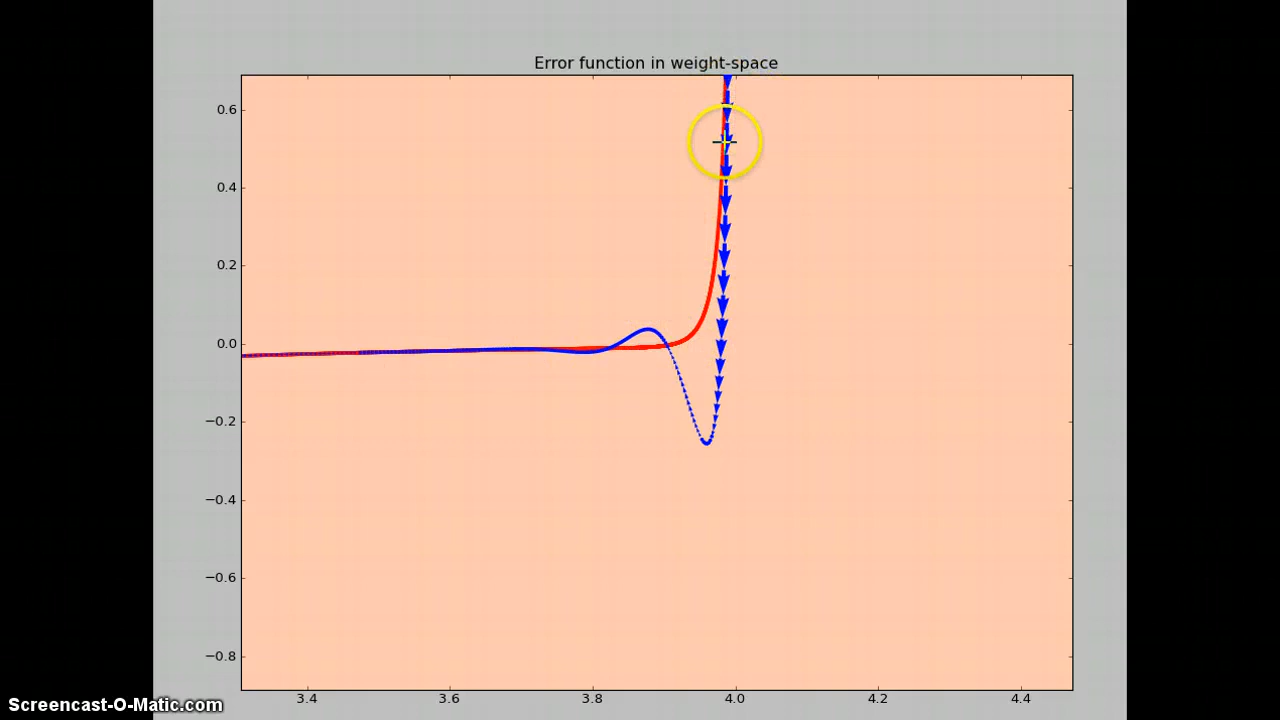 Error function in weight-space
0.6
0.4
0.2
0.0
−0.2
−0.4
−0.6
−0.8
3.4 3.6 3.8 4.0 4.2 4.4
Screencast-O-Matic.com